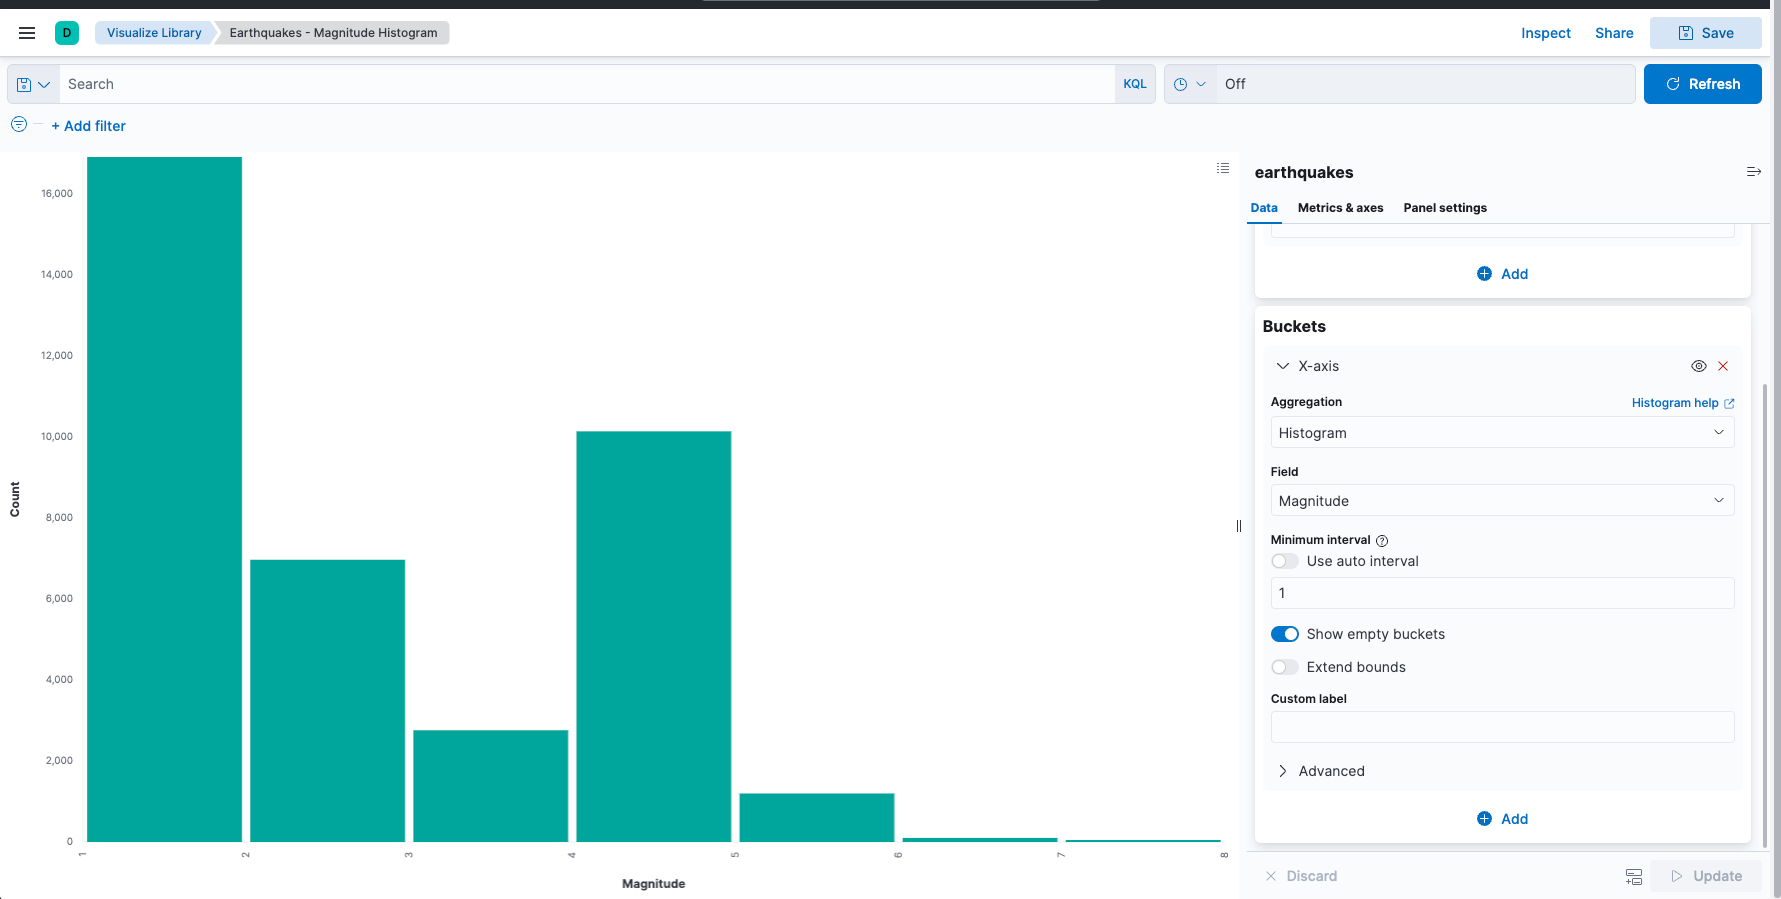 D
Visualize Library
Earthquakes - Magnitude Histogram
Inspect
Share
Save
Search
KQL
Off
Refresh
+ Add filter
16,000
14,000
12,000
10,000
8,000
6,000
4,000
2,000
0
Count
1
2
3
4
5
6
7
8
Magnitude
earthquakes
Data
Metrics & axes
Panel settings
Add
Buckets
X-axis
Aggregation
Histogram help
Histogram
Field
Magnitude
Minimum interval
Use auto interval
1
Show empty buckets
Extend bounds
Custom label
Advanced
Add
Discard
Update